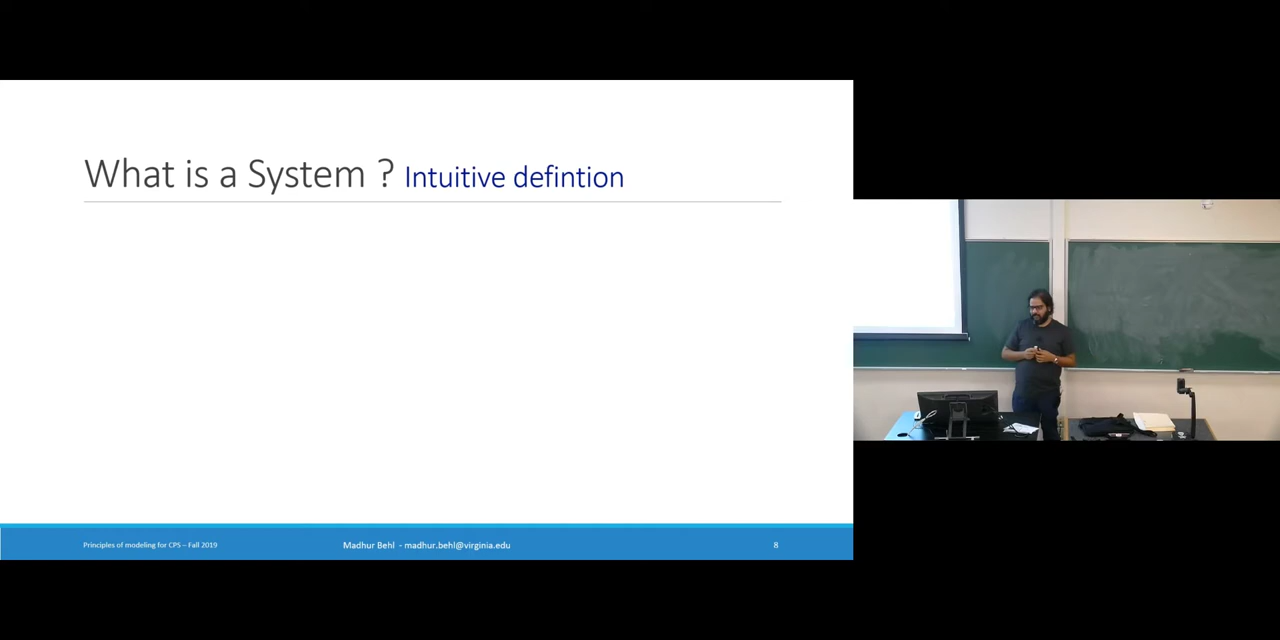 What is a System ? Intuitive defintion
Principles of modeling for CPS – Fall 2019
Madhur Behl - madhur.behl@virginia.edu
8